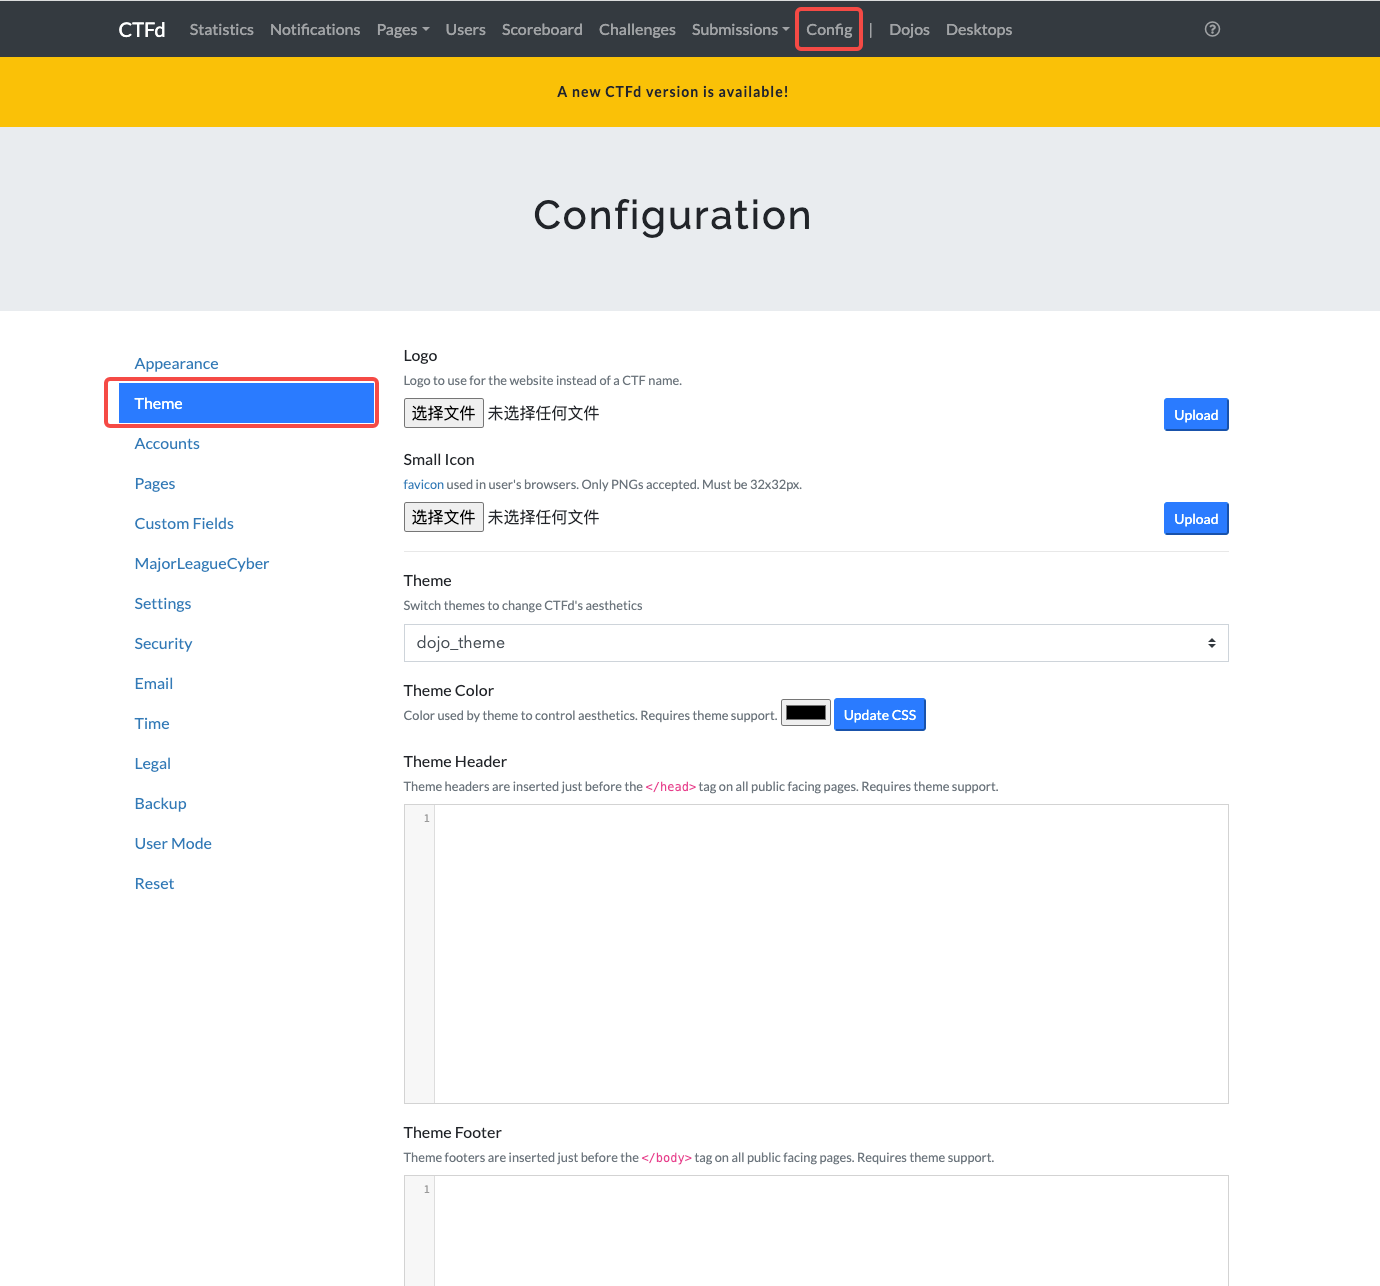 CTFd Statistics Notifications Pages Users Scoreboard Challenges Submissions Config | Dojos Desktops
A new CTFd version is available!
Configuration
Appearance
Theme
Accounts
Pages
Custom Fields
MajorLeagueCyber
Settings
Security
Email
Time
Legal
Backup
User Mode
Reset
Logo
Logo to use for the website instead of a CTF name.
选择文件 未选择任何文件 Upload
Small Icon
favicon used in user's browsers. Only PNGs accepted. Must be 32x32px.
选择文件 未选择任何文件 Upload
Theme
Switch themes to change CTFd's aesthetics
dojo_theme
Theme Color
Color used by theme to control aesthetics. Requires theme support. Update CSS
Theme Header
Theme headers are inserted just before the </head> tag on all public facing pages. Requires theme support.
1
Theme Footer
Theme footers are inserted just before the </body> tag on all public facing pages. Requires theme support.
1